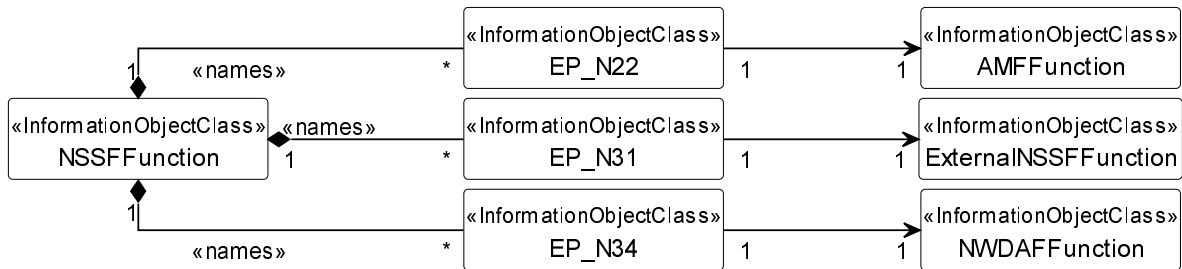 «InformationObjectClass»
EP_N22
«InformationObjectClass»
AMFFunction
1
«names»
*
1
1
«InformationObjectClass»
NSSFFunction
«names»
1
*
«InformationObjectClass»
EP_N31
1
1
«InformationObjectClass»
ExternalNSSFFunction
1
«names»
*
«InformationObjectClass»
EP_N34
1
1
«InformationObjectClass»
NWDAFFunction